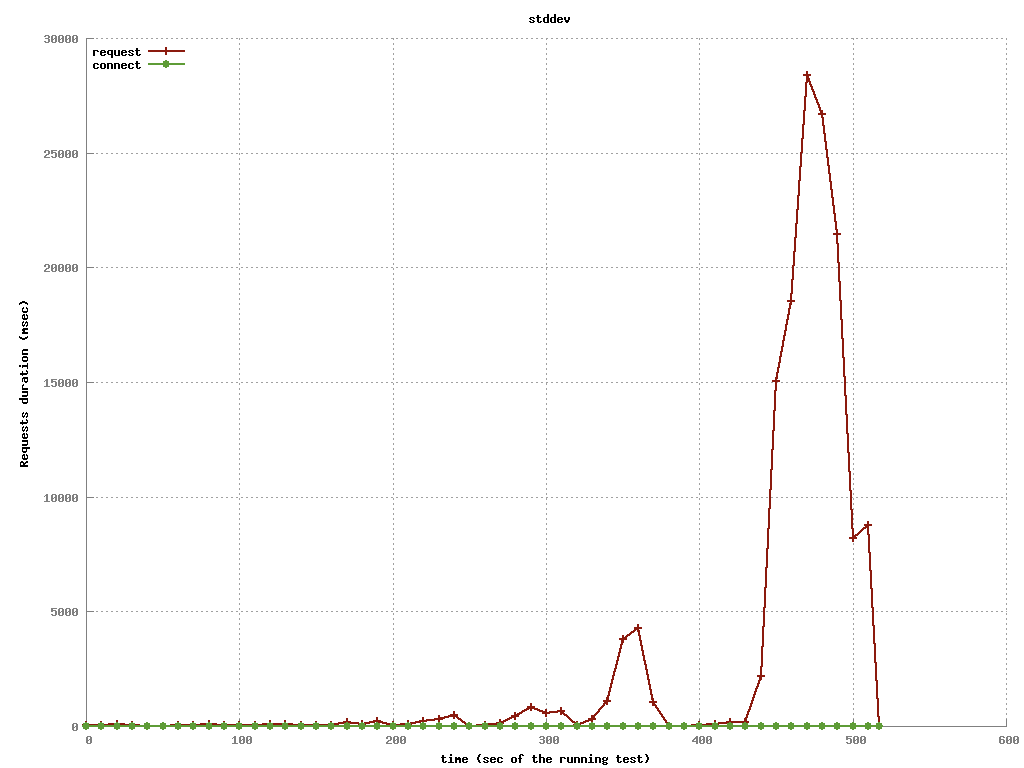 stddev
request
connect
30000
25000
20000
15000
10000
5000
0
0 100 200 300 400 500 600
Requests duration (msec)
time (sec of the running test)